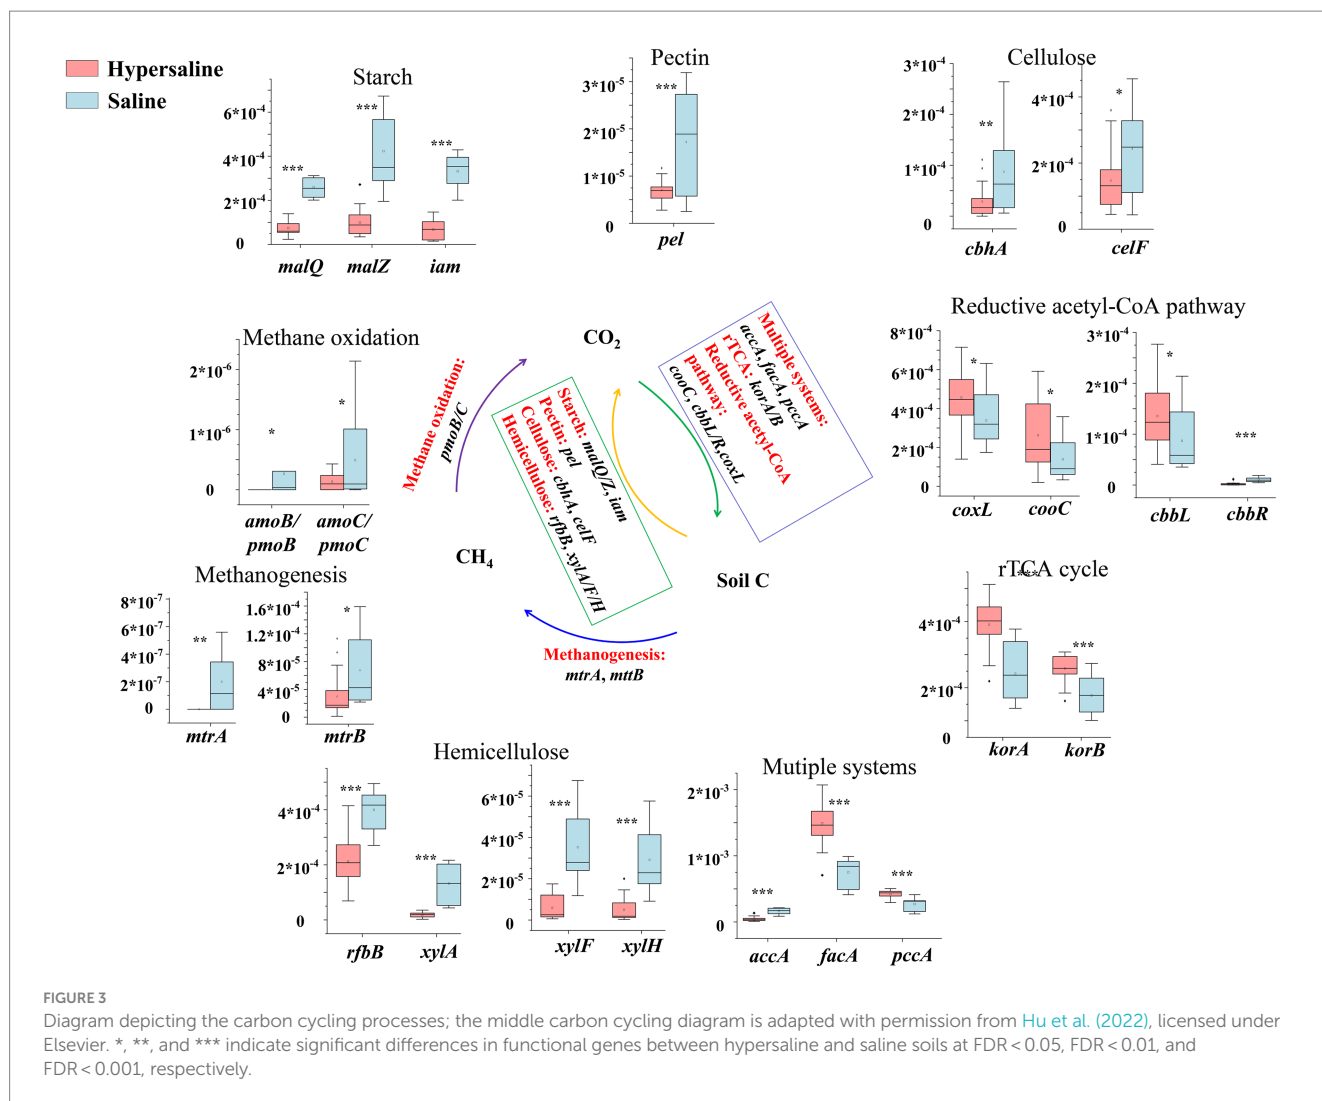 Hypersaline
Saline
Starch
6*10⁻⁴
4*10⁻⁴
2*10⁻⁴
0
***
***
***
malQ
malZ
iam
Pectin
3*10⁻⁵
2*10⁻⁵
1*10⁻⁵
0
***
pel
Cellulose
3*10⁻⁴
2*10⁻⁴
1*10⁻⁴
0
**
cbhA
4*10⁻⁴
2*10⁻⁴
0
*
celF
Methane oxidation
2*10⁻⁶
1*10⁻⁶
0
*
*
amoB/
pmoB
amoC/
pmoC
Methane oxidation:
pmoB/C
CO₂
CH₄
Soil C
Starch: malQ/Z, iam
Pectin: pel
Cellulose: cbhA, celF
Hemicellulose: rfbB, xylA/F/H
Multiple systems:
accA, facA, pccA
rTCA: korA/B
Reductive acetyl-CoA
pathway:
cooC, cbbL/R,coxL
Methanogenesis:
mtrA, mttB
Reductive acetyl-CoA pathway
8*10⁻⁴
6*10⁻⁴
4*10⁻⁴
2*10⁻⁴
0
*
*
coxL
cooC
3*10⁻⁴
2*10⁻⁴
1*10⁻⁴
0
*
***
cbbL
cbbR
Methanogenesis
8*10⁻⁷
7*10⁻⁷
7*10⁻⁷
2*10⁻⁷
0
**
mtrA
1.6*10⁻⁴
1.2*10⁻⁴
8*10⁻⁵
4*10⁻⁵
0
*
mtrB
rTCA cycle
***
4*10⁻⁴
2*10⁻⁴
0
***
korA
korB
Hemicellulose
4*10⁻⁴
2*10⁻⁴
0
***
***
rfbB
xylA
6*10⁻⁵
4*10⁻⁵
2*10⁻⁵
0
***
***
xylF
xylH
Mutiple systems
2*10⁻³
1*10⁻³
0
***
***
***
accA
facA
pccA
FIGURE 3
Diagram depicting the carbon cycling processes; the middle carbon cycling diagram is adapted with permission from Hu et al. (2022), licensed under
Elsevier. *, **, and *** indicate significant differences in functional genes between hypersaline and saline soils at FDR < 0.05, FDR < 0.01, and
FDR < 0.001, respectively.